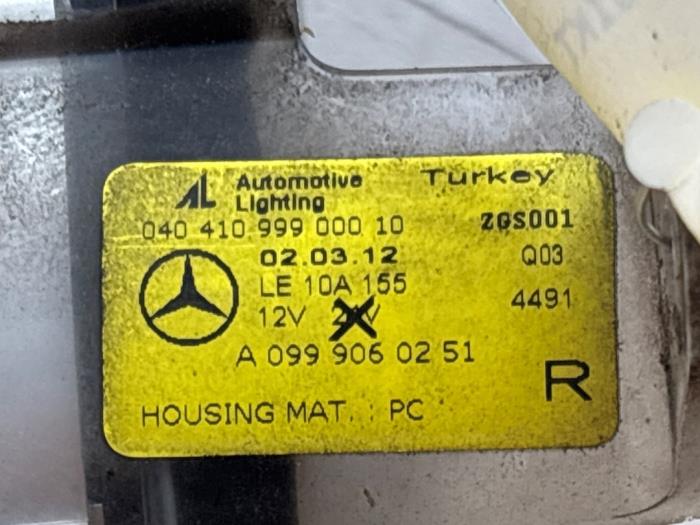 AL Automotive Lighting Turkey
040 410 999 000 10 ZGS001
02.03.12 Q03
LE 10A 155
12V 4491
A 099 906 02 51
R
HOUSING MAT. : PC